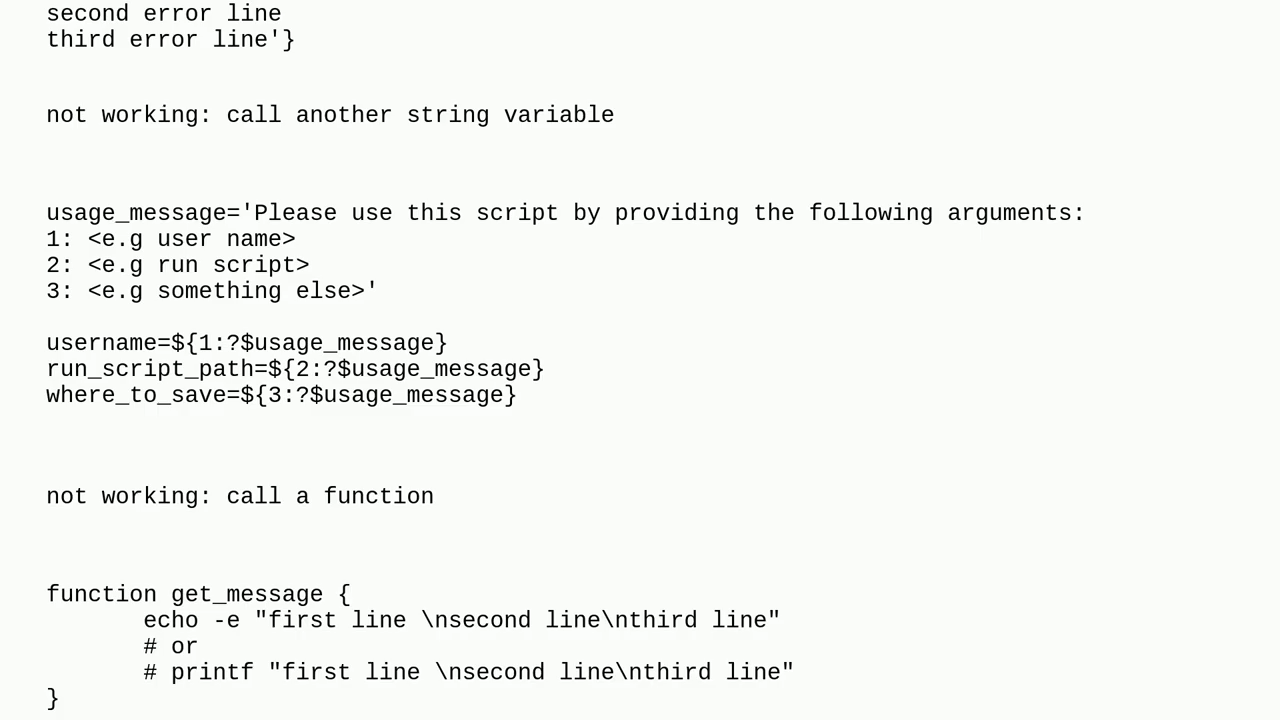 second error line
third error line'}
not working: call another string variable
usage_message='Please use this script by providing the following arguments:
1: <e.g user name>
2: <e.g run script>
3: <e.g something else>'
username=${1:?$usage_message}
run_script_path=${2:?$usage_message}
where_to_save=${3:?$usage_message}
not working: call a function
function get_message {
       echo -e "first line \nsecond line\nthird line"
       # or
       # printf "first line \nsecond line\nthird line"
}